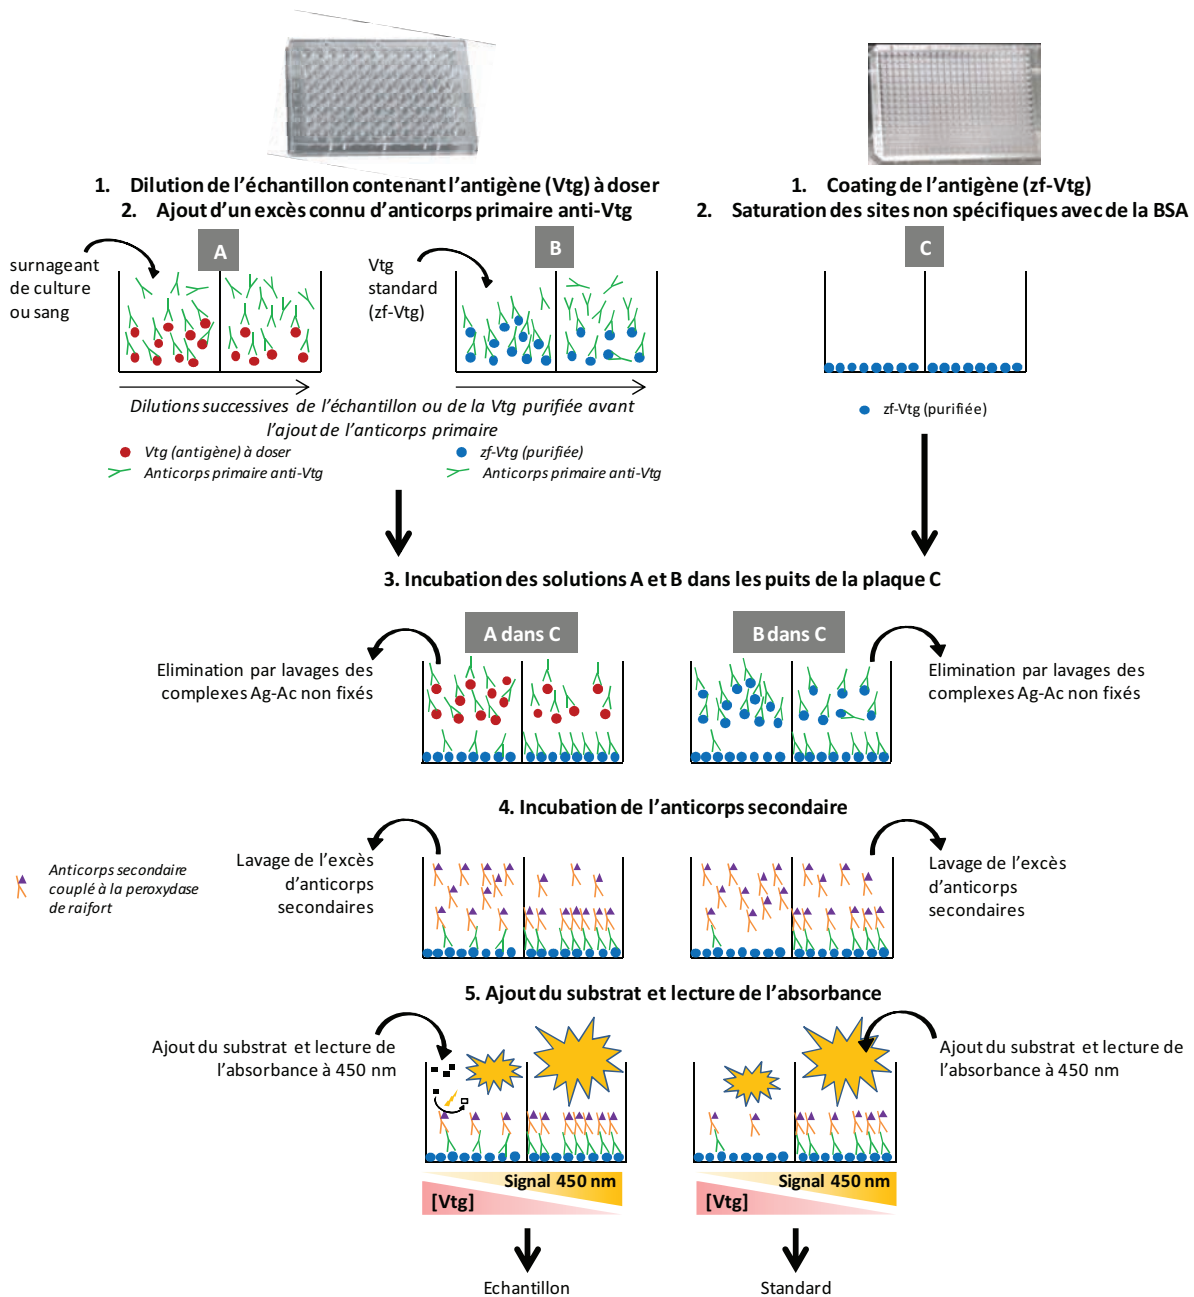 1. Dilution de l'échantillon contenant l'antigène (Vtg) à doser
2. Ajout d'un excès connu d'anticorps primaire anti-Vtg
1. Coating de l'antigène (zf-Vtg)
2. Saturation des sites non spécifiques avec de la BSA
A
B
C
surnageant
de culture
ou sang
Vtg
standard
(zf-Vtg)
Dilutions successives de l'échantillon ou de la Vtg purifiée avant
l'ajout de l'anticorps primaire
Vtg (antigène) à doser
Anticorps primaire anti-Vtg
zf-Vtg (purifiée)
Anticorps primaire anti-Vtg
zf-Vtg (purifiée)
3. Incubation des solutions A et B dans les puits de la plaque C
A dans C
B dans C
Elimination par lavages des
complexes Ag-Ac non fixés
Elimination par lavages des
complexes Ag-Ac non fixés
4. Incubation de l'anticorps secondaire
Anticorps secondaire
couplé à la peroxydase
de raifort
Lavage de l'excès
d'anticorps
secondaires
Lavage de l'excès
d'anticorps
secondaires
5. Ajout du substrat et lecture de l'absorbance
Ajout du substrat et lecture de
l'absorbance à 450 nm
Ajout du substrat et lecture de
l'absorbance à 450 nm
Signal 450 nm
[Vtg]
Signal 450 nm
[Vtg]
Echantillon
Standard